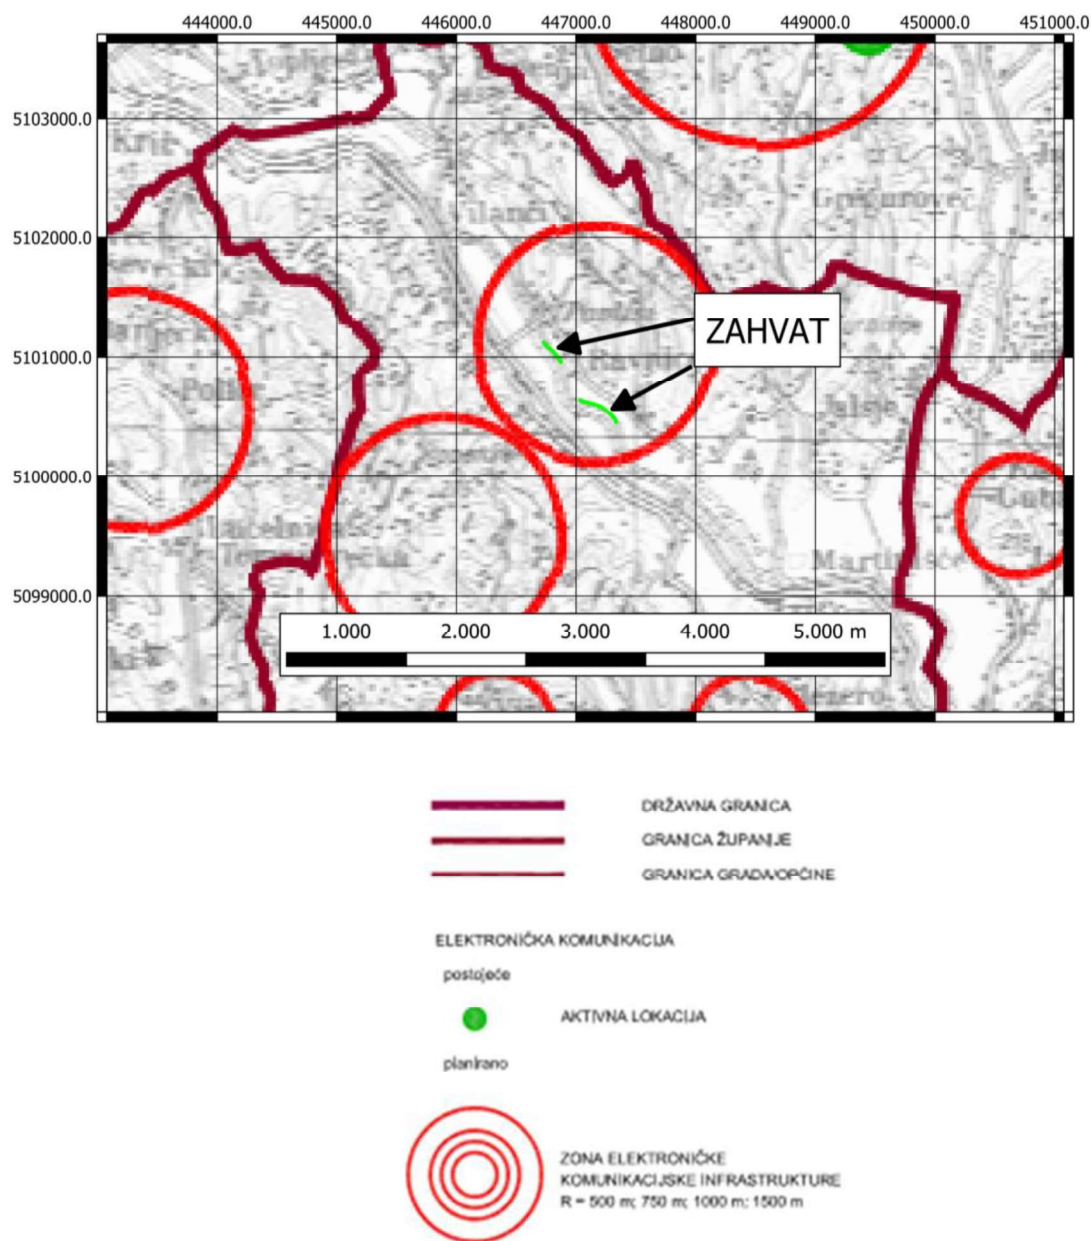 444000.0 445000.0 446000.0 447000.0 448000.0 449000.0 450000.0 451000.0
5103000.0
5102000.0
5101000.0
5100000.0
5099000.0
ZAHVAT
1.000 2.000 3.000 4.000 5.000 m
DRŽAVNA GRANICA
GRANICA ŽUPANIJE
GRANICA GRADA/OPĆINE
ELEKTRONIČKA KOMUNIKACIJA
postojeće
AKTIVNA LOKACIJA
planirano
ZONA ELEKTRONIČKE
KOMUNIKACIJSKE INFRASTRUKTURE
R = 500 m; 750 m; 1000 m; 1500 m